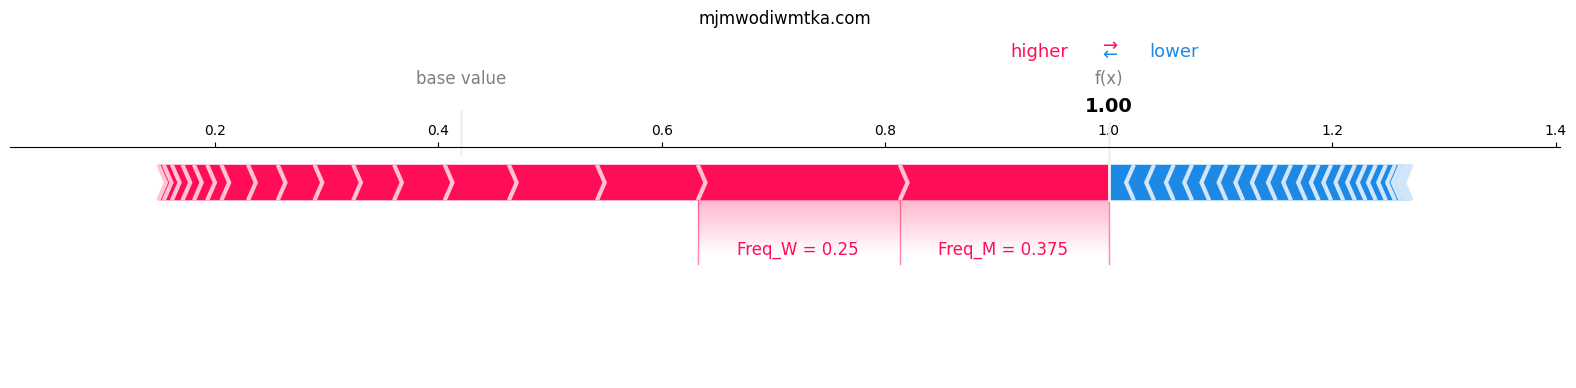 mjmwodiwmtka.com
higher ⇄ lower
base value f(x)
1.00
0.2 0.4 0.6 0.8 1.0 1.2 1.4
Freq_W = 0.25 Freq_M = 0.375